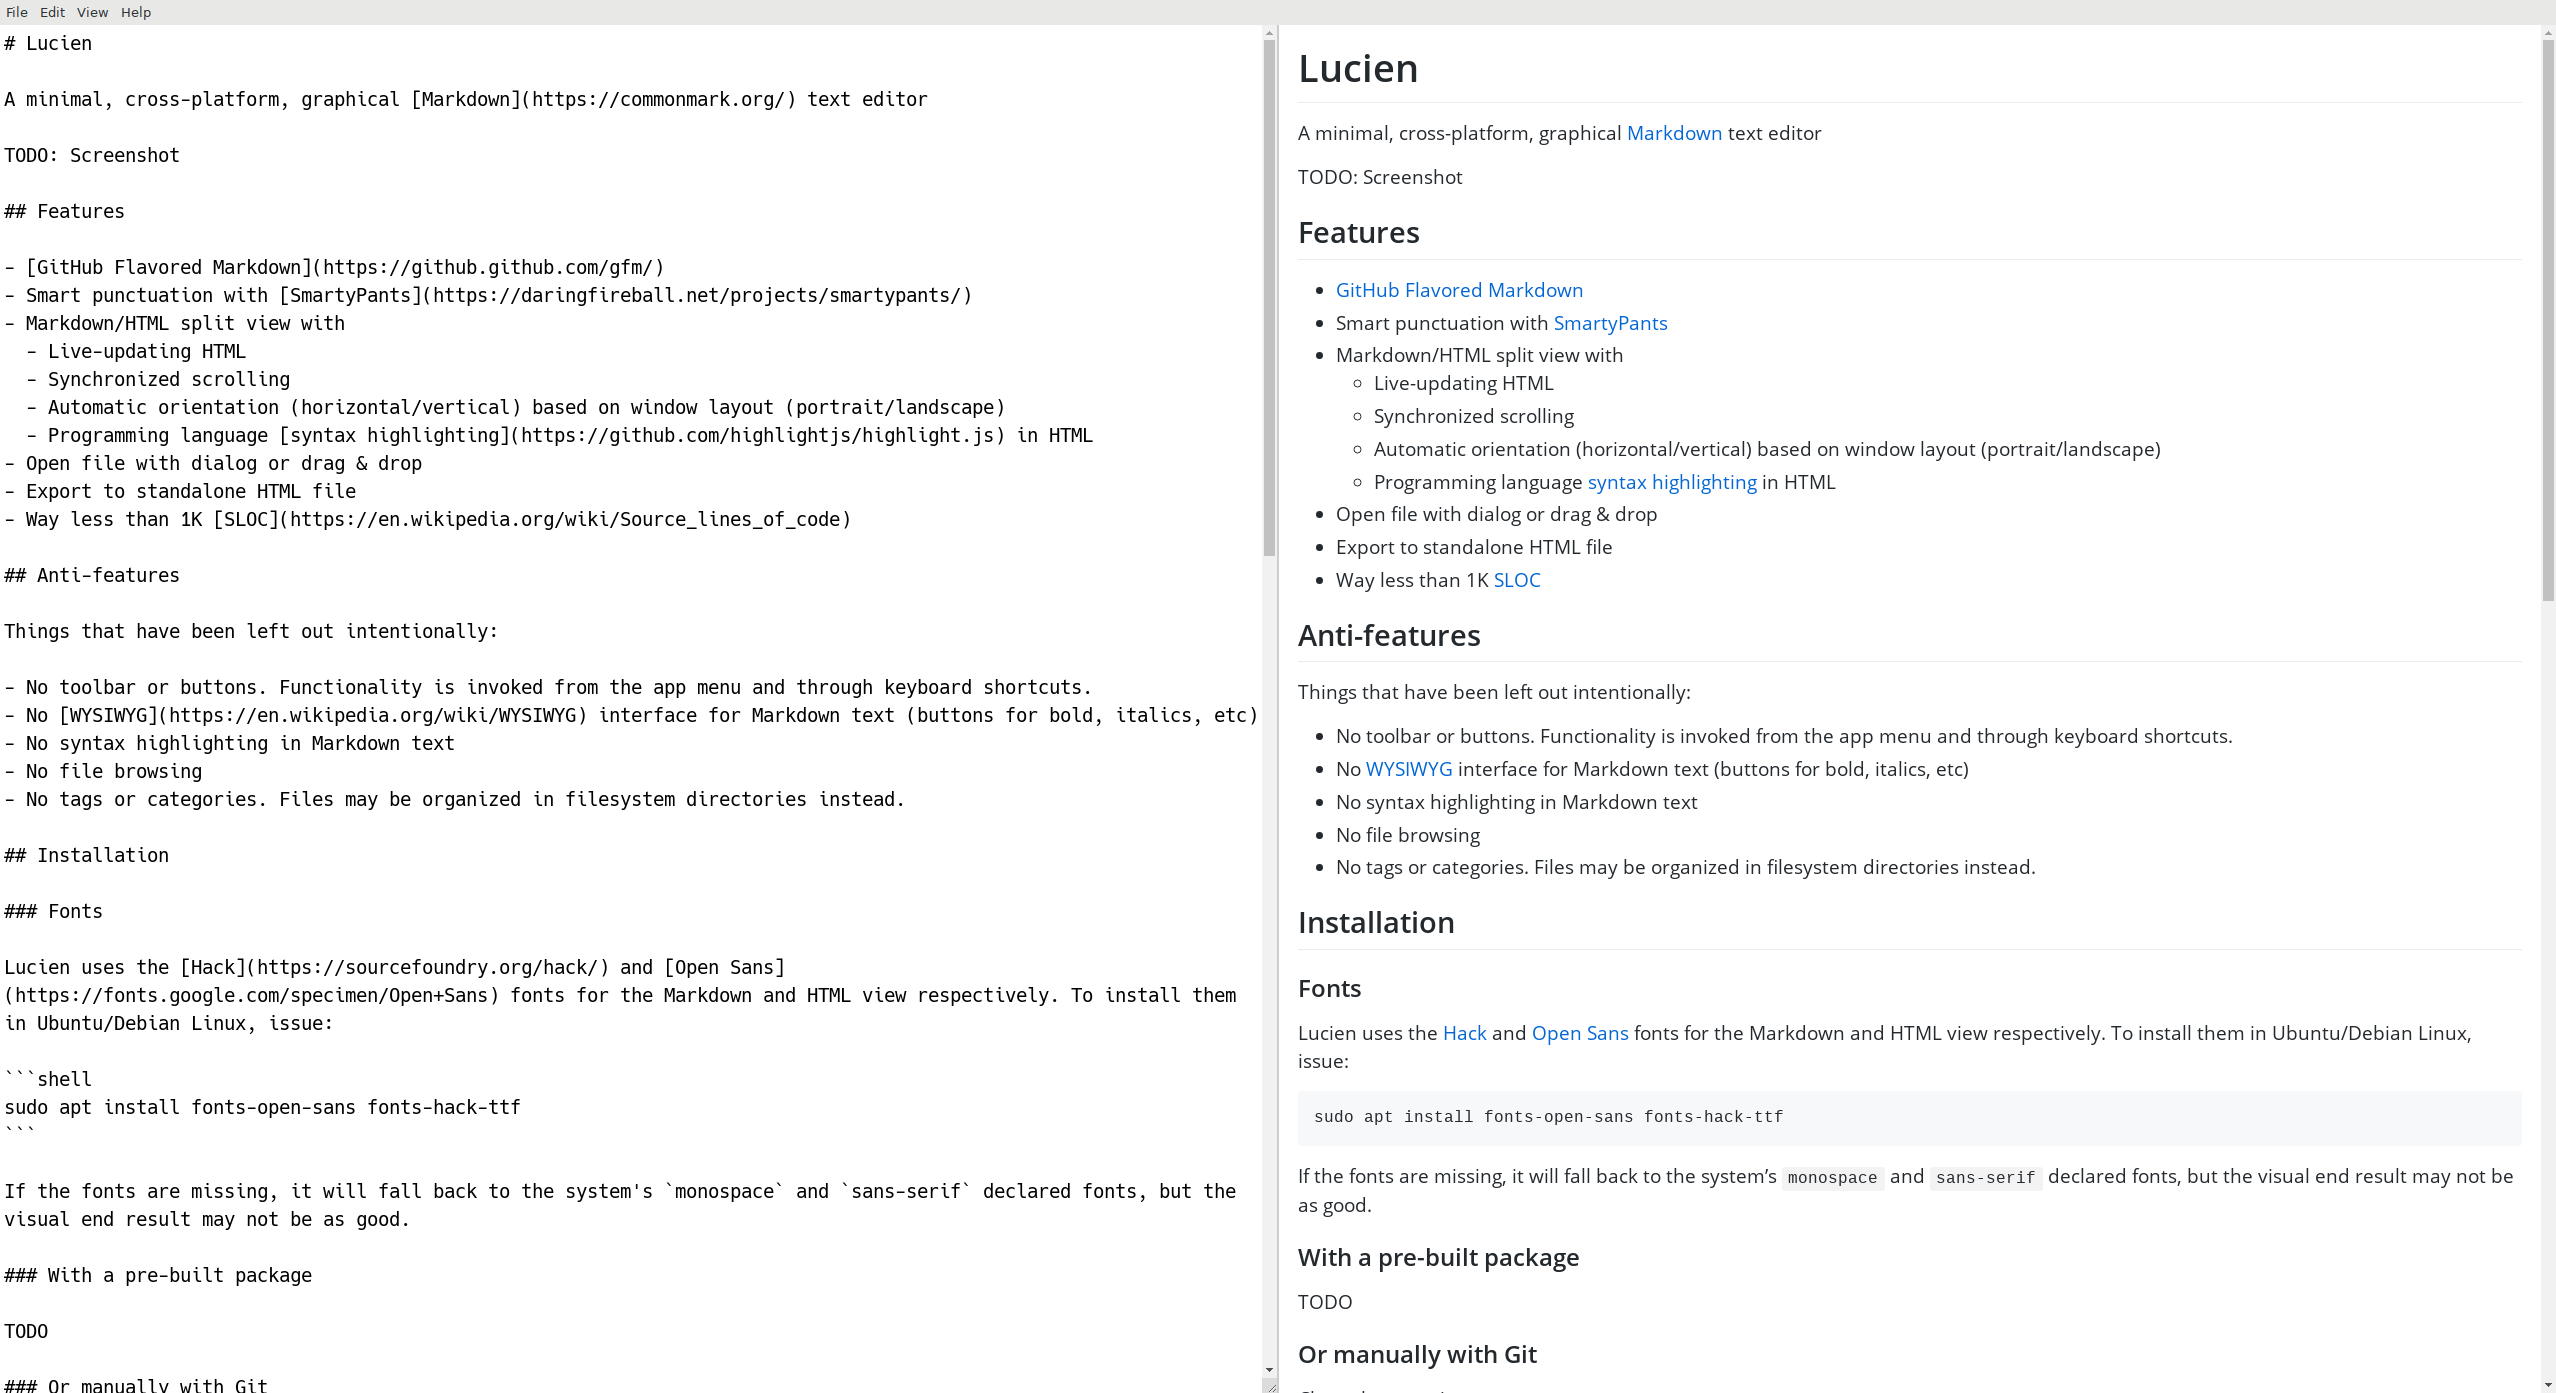 File Edit View Help
# Lucien
A minimal, cross-platform, graphical [Markdown](https://commonmark.org/) text editor
TODO: Screenshot
## Features
- [GitHub Flavored Markdown](https://github.github.com/gfm/)
- Smart punctuation with [SmartyPants](https://daringfireball.net/projects/smartypants/)
- Markdown/HTML split view with
  - Live-updating HTML
  - Synchronized scrolling
  - Automatic orientation (horizontal/vertical) based on window layout (portrait/landscape)
  - Programming language [syntax highlighting](https://github.com/highlightjs/highlight.js) in HTML
- Open file with dialog or drag & drop
- Export to standalone HTML file
- Way less than 1K [SLOC](https://en.wikipedia.org/wiki/Source_lines_of_code)
## Anti-features
Things that have been left out intentionally:
- No toolbar or buttons. Functionality is invoked from the app menu and through keyboard shortcuts.
- No [WYSIWYG](https://en.wikipedia.org/wiki/WYSIWYG) interface for Markdown text (buttons for bold, italics, etc)
- No syntax highlighting in Markdown text
- No file browsing
- No tags or categories. Files may be organized in filesystem directories instead.
## Installation
### Fonts
Lucien uses the [Hack](https://sourcefoundry.org/hack/) and [Open Sans]
(https://fonts.google.com/specimen/Open+Sans) fonts for the Markdown and HTML view respectively. To install them
in Ubuntu/Debian Linux, issue:
```shell
sudo apt install fonts-open-sans fonts-hack-ttf
```
If the fonts are missing, it will fall back to the system's `monospace` and `sans-serif` declared fonts, but the
visual end result may not be as good.
### With a pre-built package
TODO
### Or manually with Git
Lucien
A minimal, cross-platform, graphical Markdown text editor
TODO: Screenshot
Features
• GitHub Flavored Markdown
• Smart punctuation with SmartyPants
• Markdown/HTML split view with
◦ Live-updating HTML
◦ Synchronized scrolling
◦ Automatic orientation (horizontal/vertical) based on window layout (portrait/landscape)
◦ Programming language syntax highlighting in HTML
• Open file with dialog or drag & drop
• Export to standalone HTML file
• Way less than 1K SLOC
Anti-features
Things that have been left out intentionally:
• No toolbar or buttons. Functionality is invoked from the app menu and through keyboard shortcuts.
• No WYSIWYG interface for Markdown text (buttons for bold, italics, etc)
• No syntax highlighting in Markdown text
• No file browsing
• No tags or categories. Files may be organized in filesystem directories instead.
Installation
Fonts
Lucien uses the Hack and Open Sans fonts for the Markdown and HTML view respectively. To install them in Ubuntu/Debian Linux,
issue:
sudo apt install fonts-open-sans fonts-hack-ttf
If the fonts are missing, it will fall back to the system’s monospace and sans-serif declared fonts, but the visual end result may not be
as good.
With a pre-built package
TODO
Or manually with Git